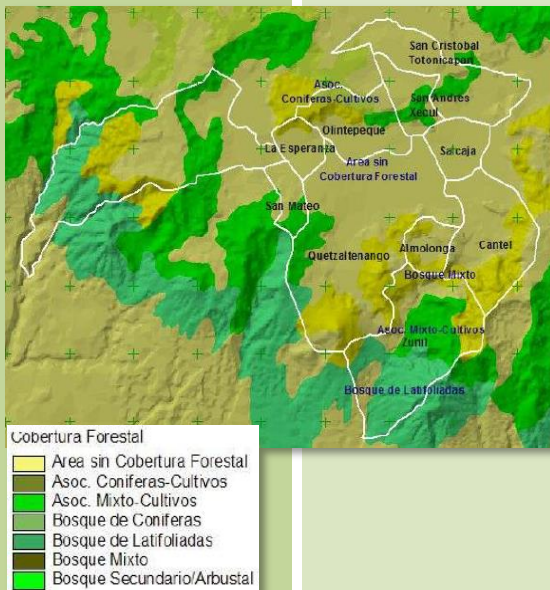 San Cristobal
Totonicapan
Asoc.
Coniferas-Cultivos
San Andres
Xecul
Olintepeque
La Esperanza
Salcaja
Area sin
Cobertura Forestal
San Mateo
Quetzaltenango
Almolonga
Cantel
Bosque Mixto
Asoc. Mixto-Cultivos
Zunil
Bosque de Latifoliadas
Cobertura Forestal
Area sin Cobertura Forestal
Asoc. Coniferas-Cultivos
Asoc. Mixto-Cultivos
Bosque de Coniferas
Bosque de Latifoliadas
Bosque Mixto
Bosque Secundario/Arbustal